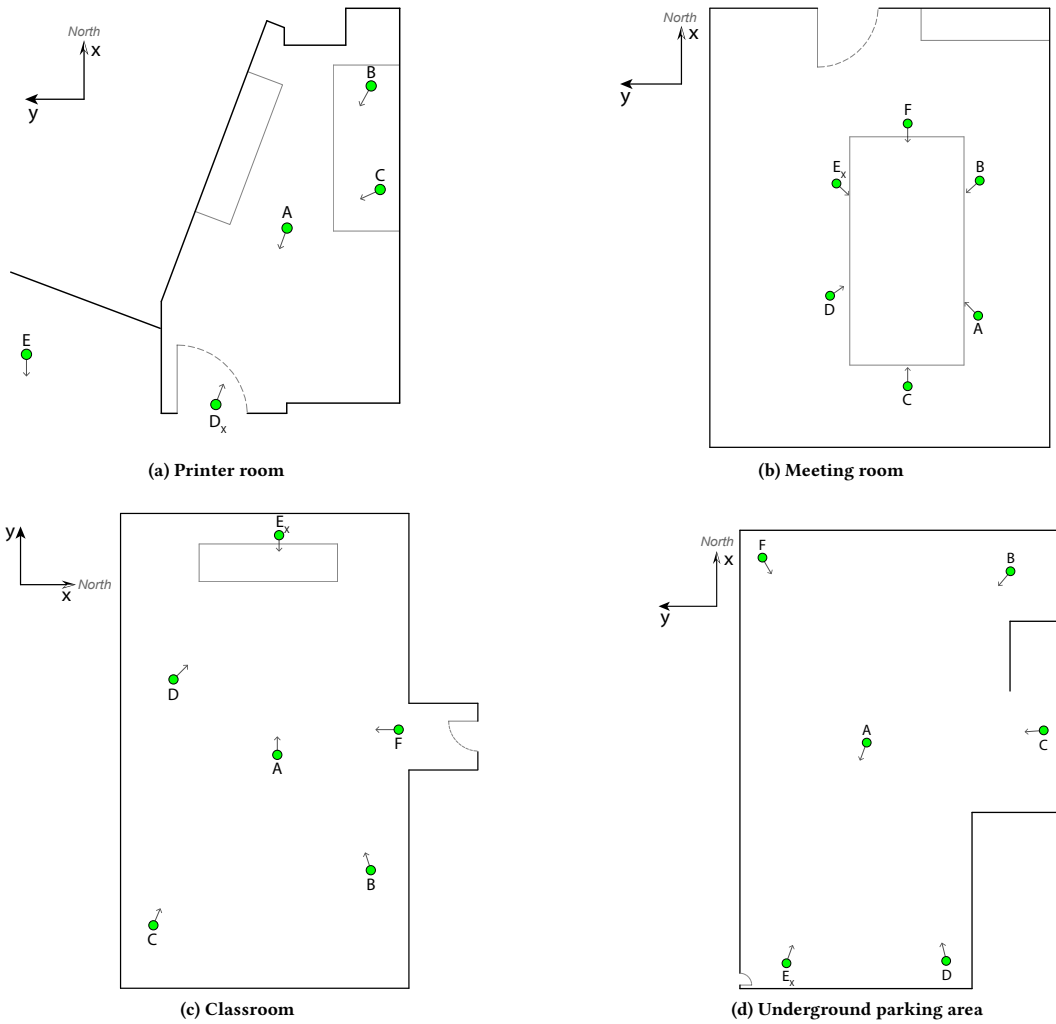 North
x
y
B
C
A
E
Dx
(a) Printer room
North
x
y
F
Ex
B
D
A
C
(b) Meeting room
y
North
x
Ex
D
F
A
B
C
(c) Classroom
North
x
y
F
B
A
C
Ex
D
(d) Underground parking area